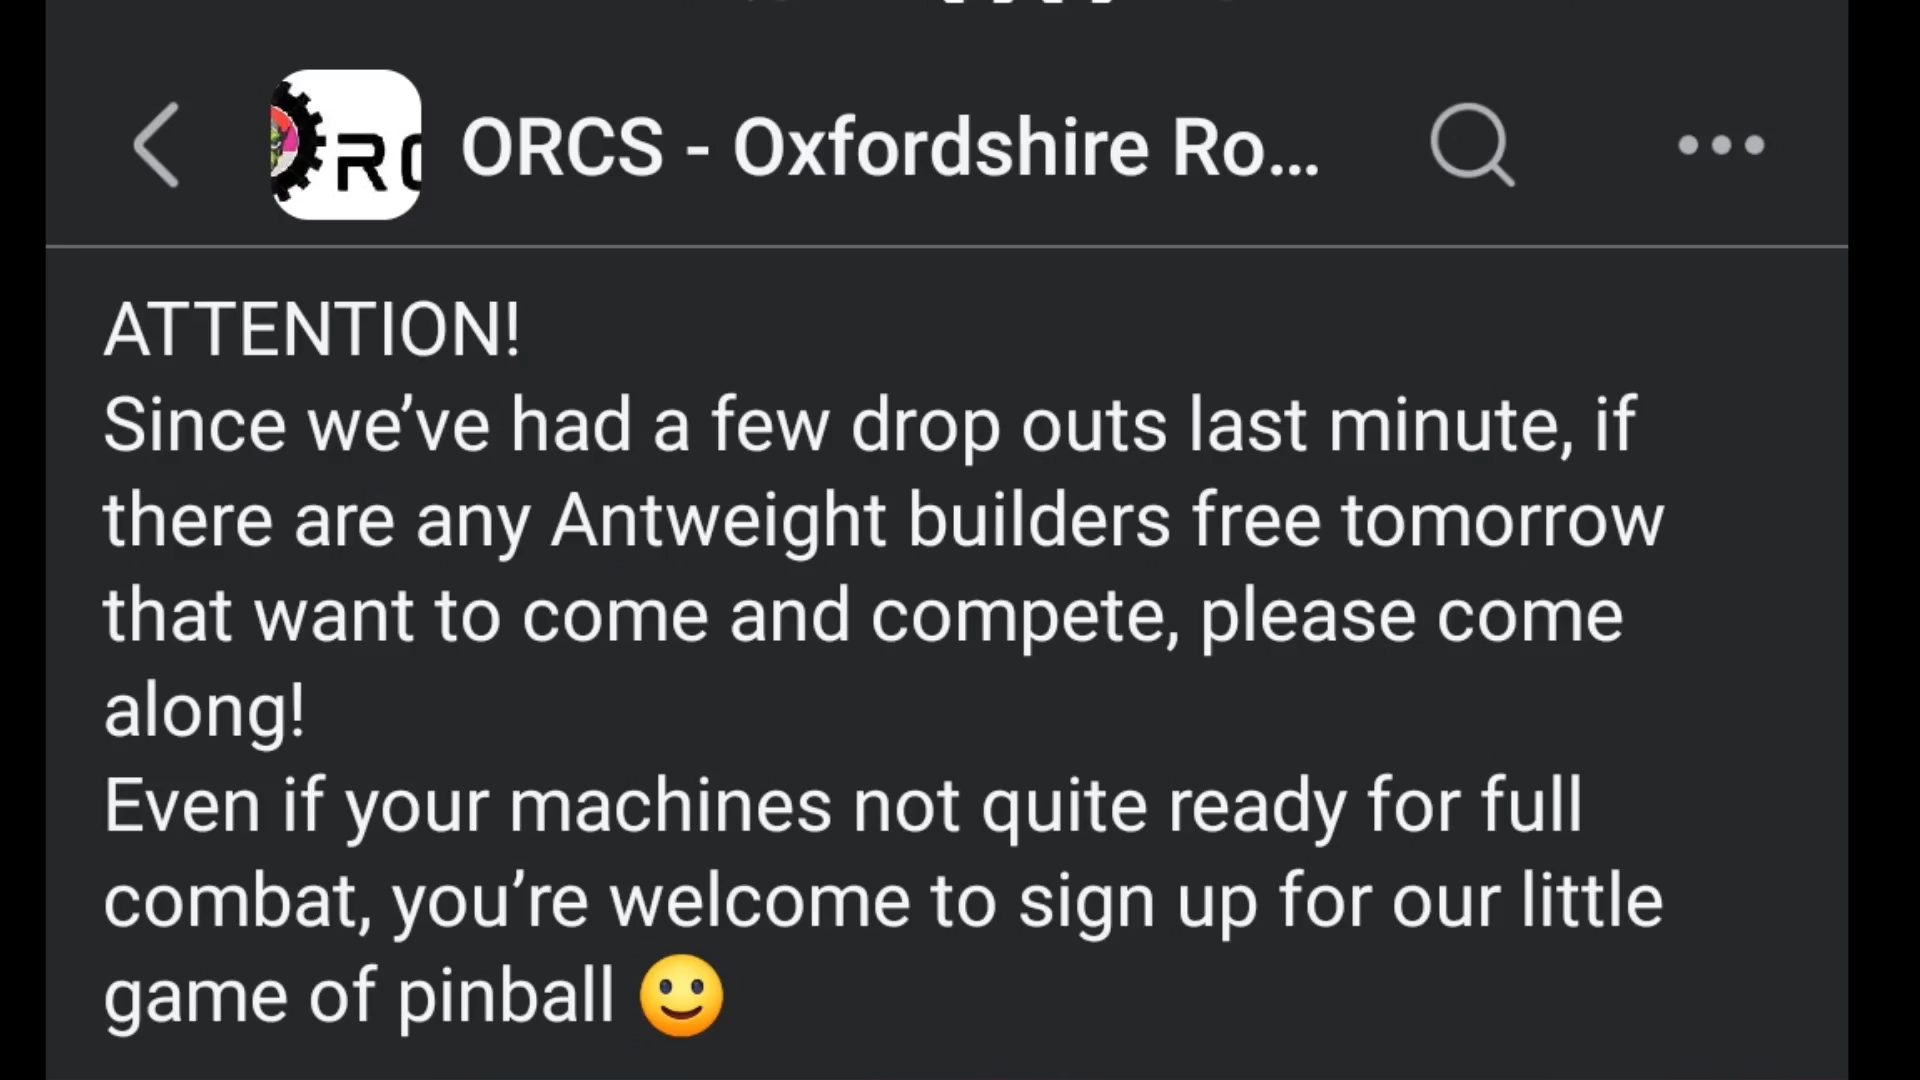 RO
ORCS - Oxfordshire Ro...
ATTENTION!
Since we’ve had a few drop outs last minute, if
there are any Antweight builders free tomorrow
that want to come and compete, please come
along!
Even if your machines not quite ready for full
combat, you’re welcome to sign up for our little
game of pinball 🙂